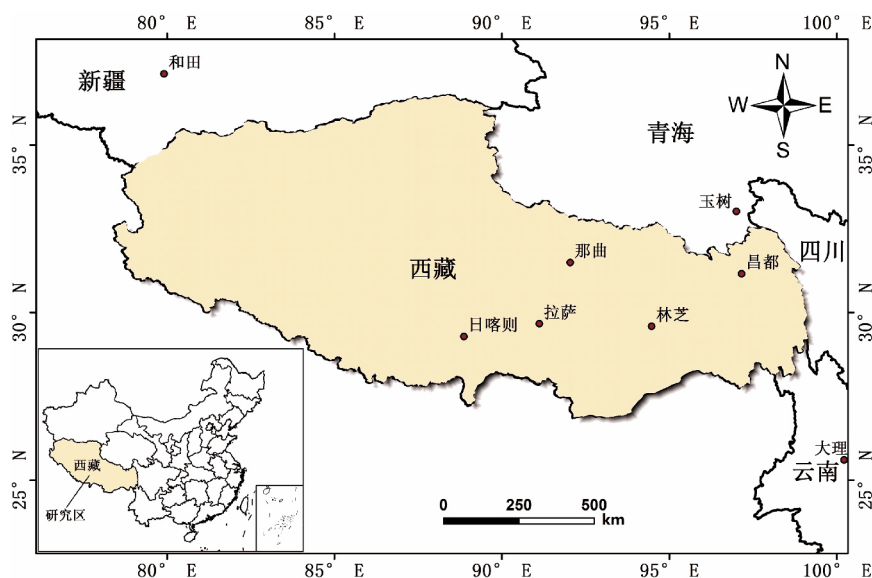 80° E
85° E
90° E
95° E
100° E
和田
新疆
N
W E
S
青海
35° N
35° N
玉树
四川
那曲
昌都
西藏
30° N
30° N
日喀则
拉萨
林芝
大理
云南
西藏
研究区
25° N
25° N
0 250 500
km
80° E
85° E
90° E
95° E
100° E